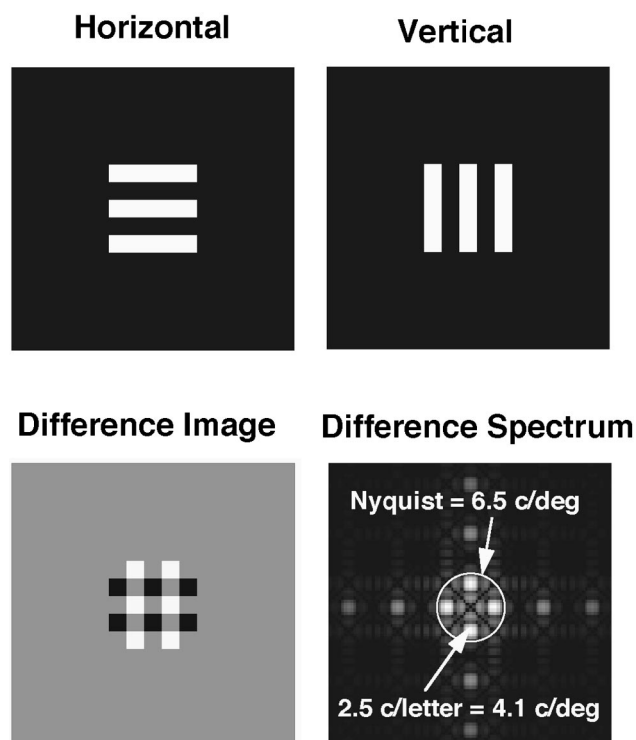 Horizontal
Vertical
Difference Image
Difference Spectrum
Nyquist = 6.5 c/deg
2.5 c/letter = 4.1 c/deg